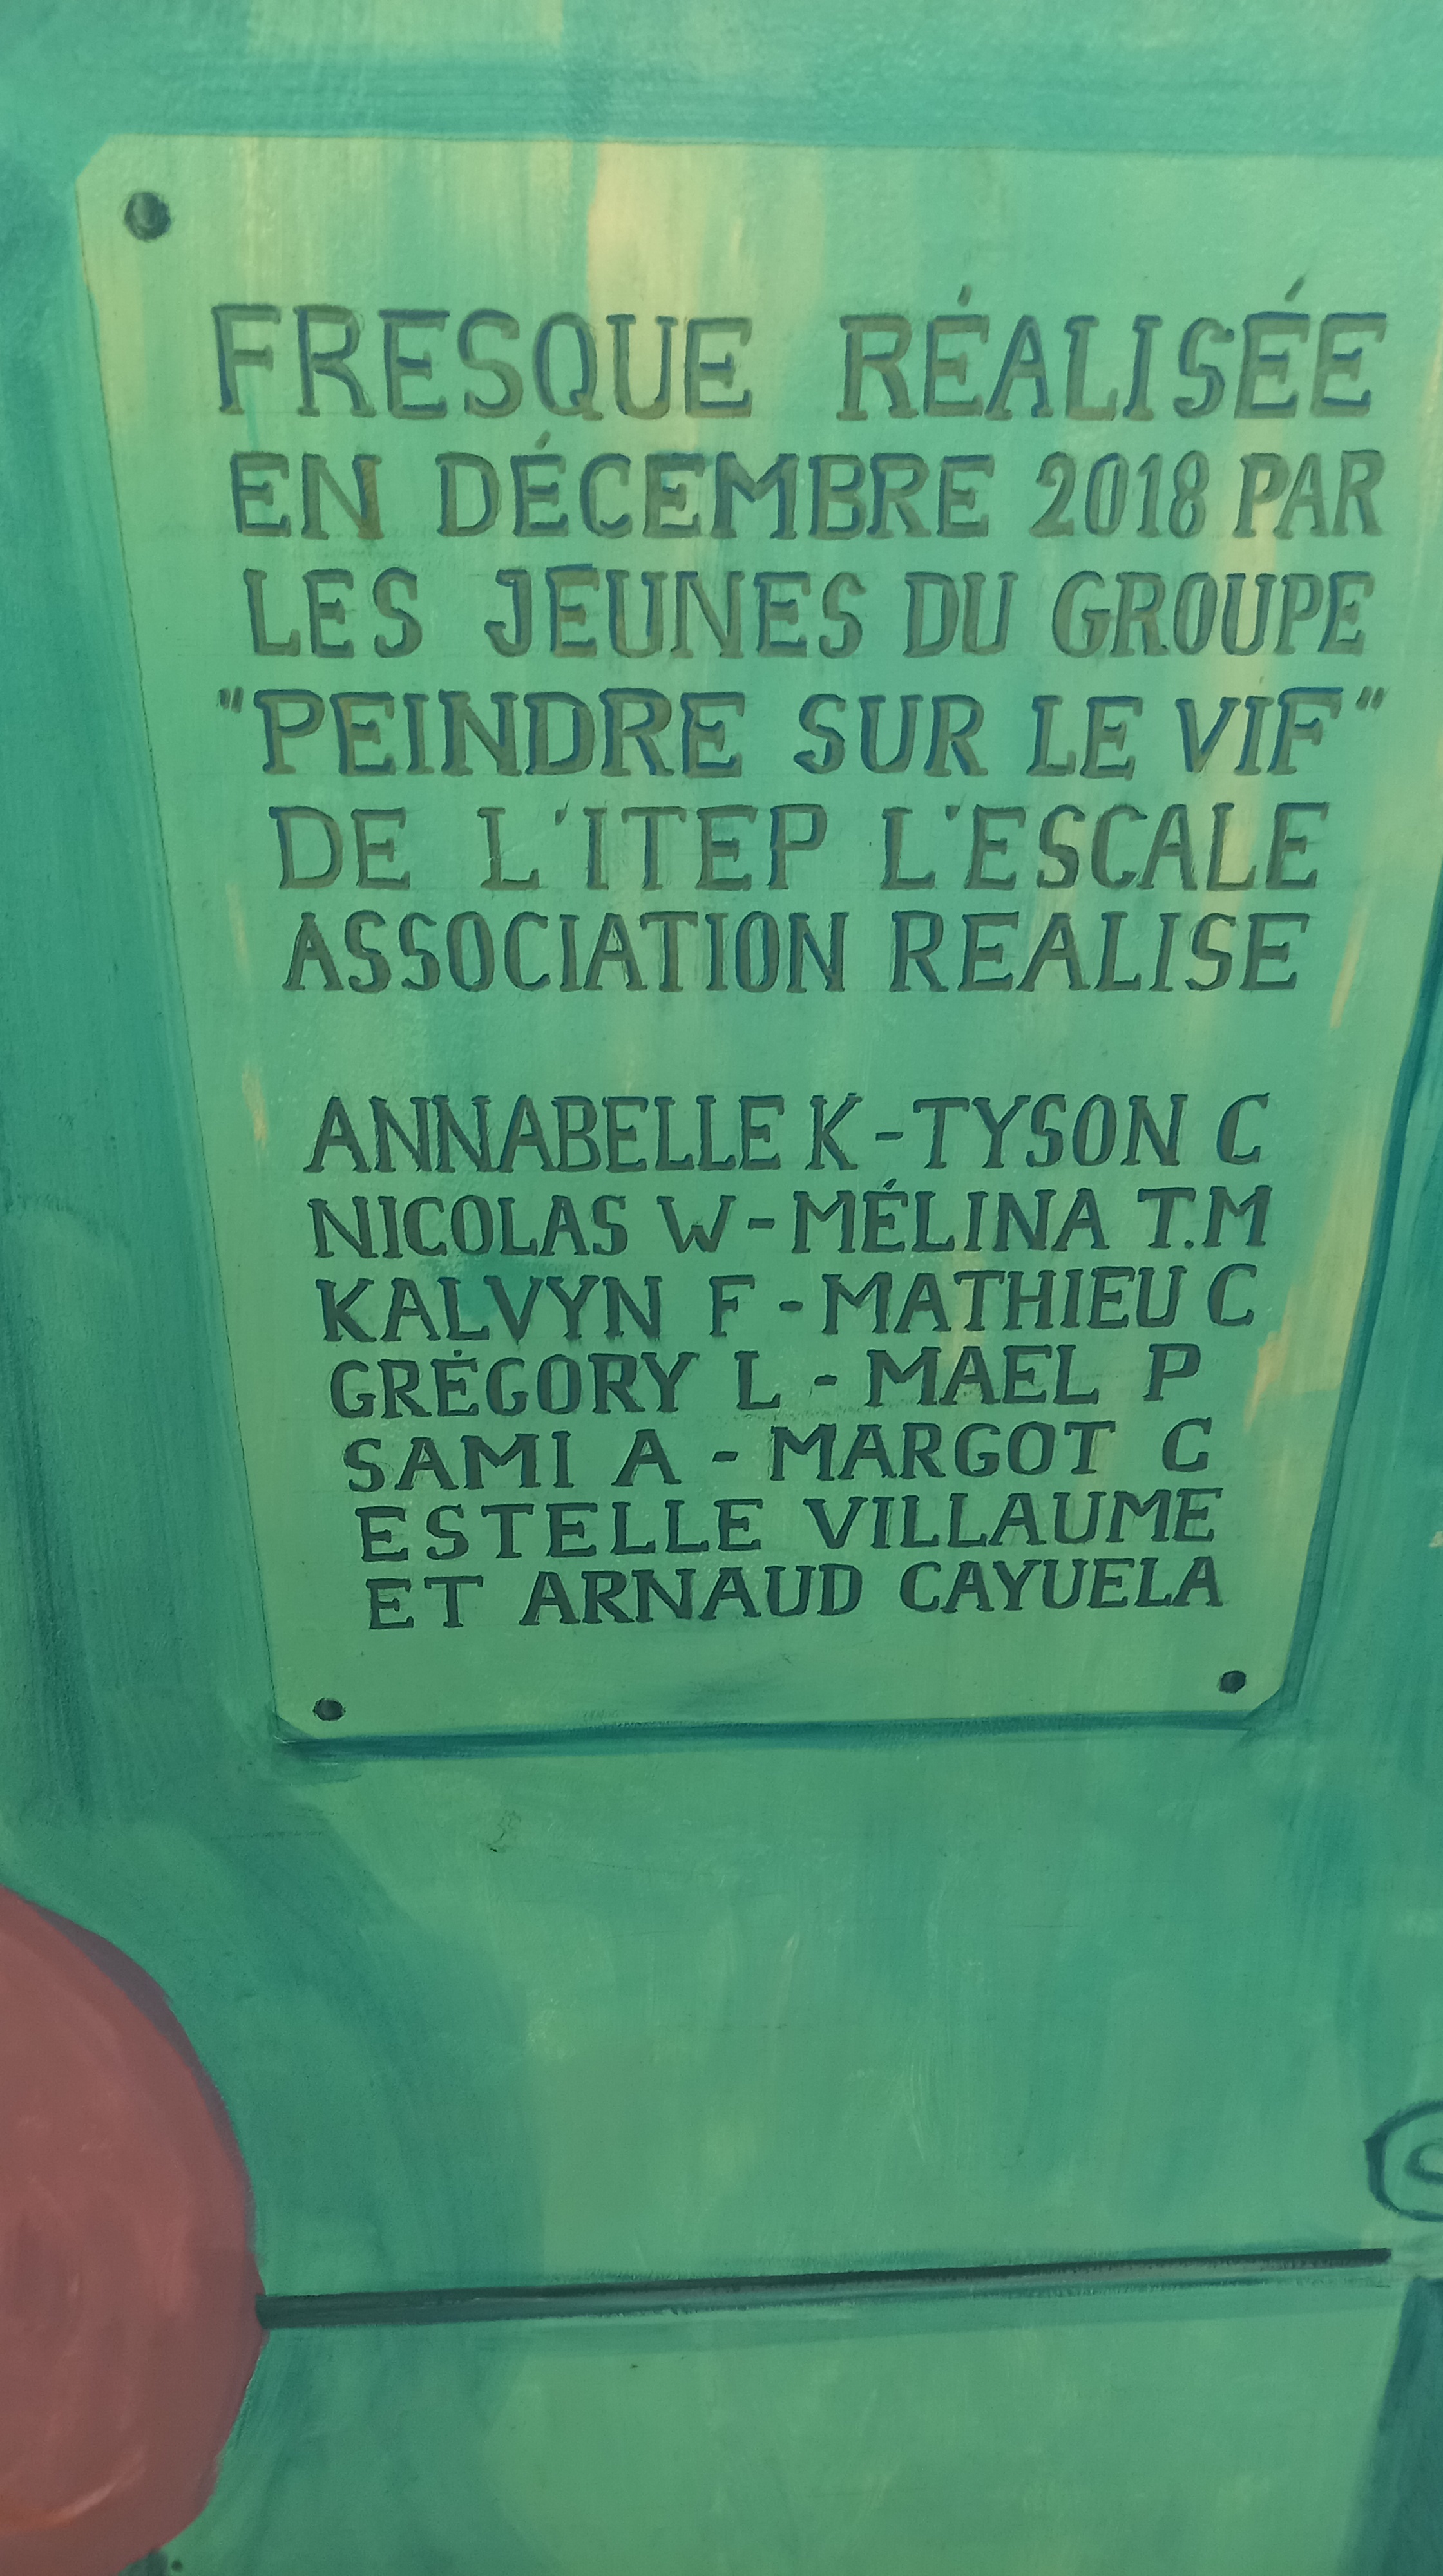 FRESQUE RÉALISÉE
EN DÉCEMBRE 2018 PAR
LES JEUNES DU GROUPE
"PEINDRE SUR LE VIF"
DE L'ITEP L'ESCALE
ASSOCIATION REALISE
ANNABELLE K - TYSON C
NICOLAS W - MÉLINA T.M
KALVYN F - MATHIEU C
GRÉGORY L - MAEL P
SAMI A - MARGOT C
ESTELLE VILLAUME
ET ARNAUD CAYUELA